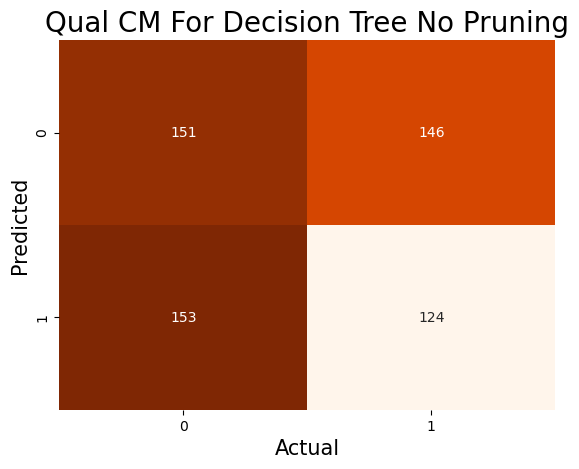 Qual CM For Decision Tree No Pruning
Predicted
0
151
146
1
153
124
0
1
Actual